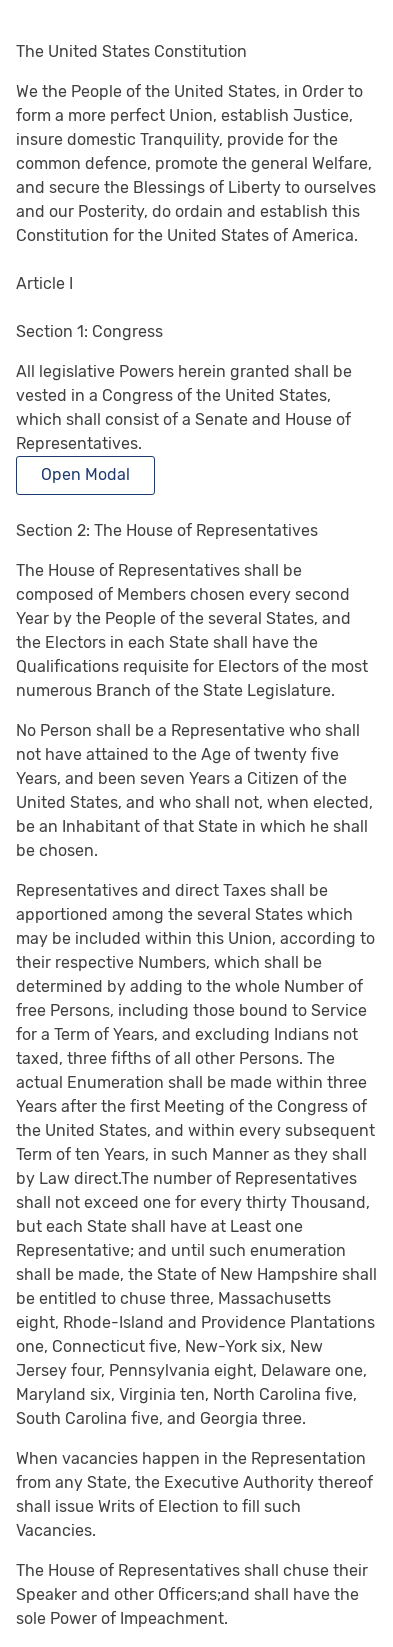 The United States Constitution
We the People of the United States, in Order to
form a more perfect Union, establish Justice,
insure domestic Tranquility, provide for the
common defence, promote the general Welfare,
and secure the Blessings of Liberty to ourselves
and our Posterity, do ordain and establish this
Constitution for the United States of America.
Article I
Section 1: Congress
All legislative Powers herein granted shall be
vested in a Congress of the United States,
which shall consist of a Senate and House of
Representatives.
Open Modal
Section 2: The House of Representatives
The House of Representatives shall be
composed of Members chosen every second
Year by the People of the several States, and
the Electors in each State shall have the
Qualifications requisite for Electors of the most
numerous Branch of the State Legislature.
No Person shall be a Representative who shall
not have attained to the Age of twenty five
Years, and been seven Years a Citizen of the
United States, and who shall not, when elected,
be an Inhabitant of that State in which he shall
be chosen.
Representatives and direct Taxes shall be
apportioned among the several States which
may be included within this Union, according to
their respective Numbers, which shall be
determined by adding to the whole Number of
free Persons, including those bound to Service
for a Term of Years, and excluding Indians not
taxed, three fifths of all other Persons. The
actual Enumeration shall be made within three
Years after the first Meeting of the Congress of
the United States, and within every subsequent
Term of ten Years, in such Manner as they shall
by Law direct.The number of Representatives
shall not exceed one for every thirty Thousand,
but each State shall have at Least one
Representative; and until such enumeration
shall be made, the State of New Hampshire shall
be entitled to chuse three, Massachusetts
eight, Rhode-Island and Providence Plantations
one, Connecticut five, New-York six, New
Jersey four, Pennsylvania eight, Delaware one,
Maryland six, Virginia ten, North Carolina five,
South Carolina five, and Georgia three.
When vacancies happen in the Representation
from any State, the Executive Authority thereof
shall issue Writs of Election to fill such
Vacancies.
The House of Representatives shall chuse their
Speaker and other Officers;and shall have the
sole Power of Impeachment.